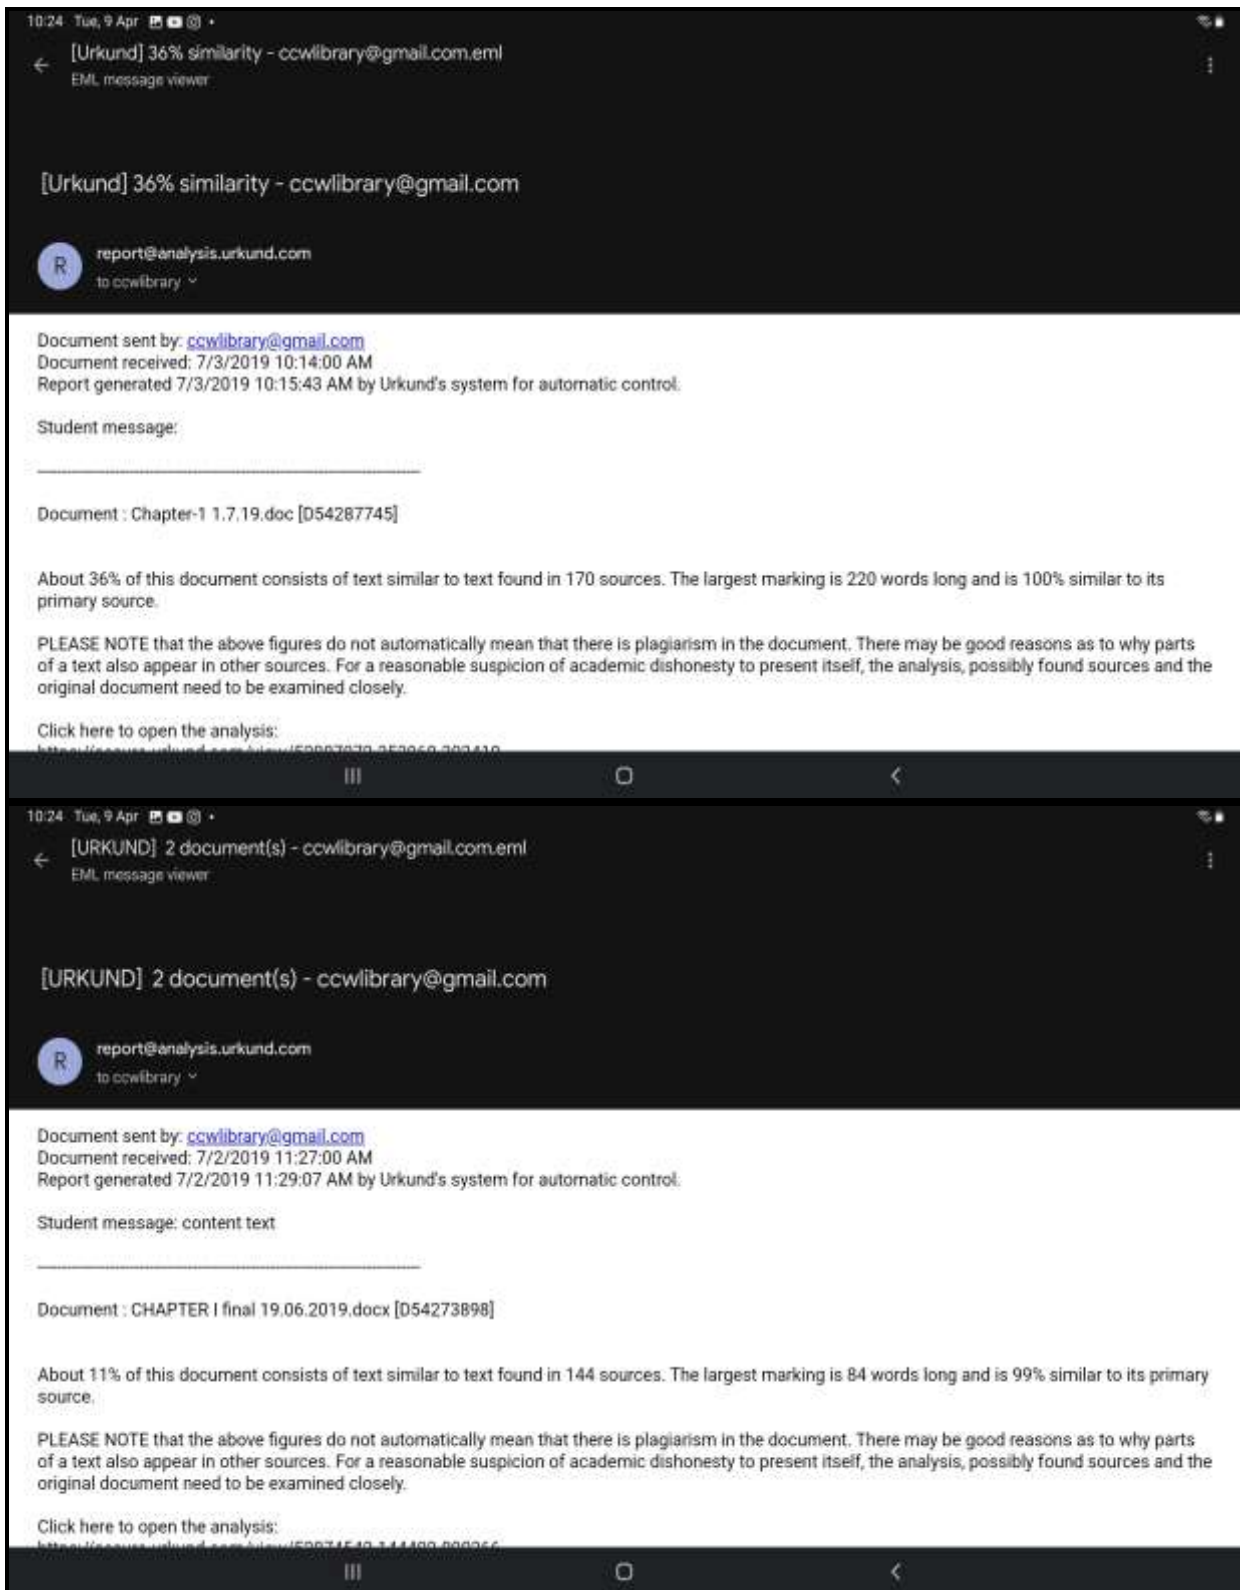 10:24 Tue, 9 Apr
[Urkund] 36% similarity - ccwlibrary@gmail.com.eml
EML message viewer
[Urkund] 36% similarity - ccwlibrary@gmail.com
R
report@analysis.urkund.com
to ccwlibrary
Document sent by: ccwlibrary@gmail.com
Document received: 7/3/2019 10:14:00 AM
Report generated 7/3/2019 10:15:43 AM by Urkund's system for automatic control.
Student message:
Document : Chapter-1 1.7.19.doc [D54287745]
About 36% of this document consists of text similar to text found in 170 sources. The largest marking is 220 words long and is 100% similar to its
primary source.
PLEASE NOTE that the above figures do not automatically mean that there is plagiarism in the document. There may be good reasons as to why parts
of a text also appear in other sources. For a reasonable suspicion of academic dishonesty to present itself, the analysis, possibly found sources and the
original document need to be examined closely.
Click here to open the analysis:
10:24 Tue, 9 Apr
[URKUND] 2 document(s) - ccwlibrary@gmail.com.eml
EML message viewer
[URKUND] 2 document(s) - ccwlibrary@gmail.com
R
report@analysis.urkund.com
to ccwlibrary
Document sent by: ccwlibrary@gmail.com
Document received: 7/2/2019 11:27:00 AM
Report generated 7/2/2019 11:29:07 AM by Urkund's system for automatic control.
Student message: content text
Document : CHAPTER I final 19.06.2019.docx [D54273898]
About 11% of this document consists of text similar to text found in 144 sources. The largest marking is 84 words long and is 99% similar to its primary
source.
PLEASE NOTE that the above figures do not automatically mean that there is plagiarism in the document. There may be good reasons as to why parts
of a text also appear in other sources. For a reasonable suspicion of academic dishonesty to present itself, the analysis, possibly found sources and the
original document need to be examined closely.
Click here to open the analysis: